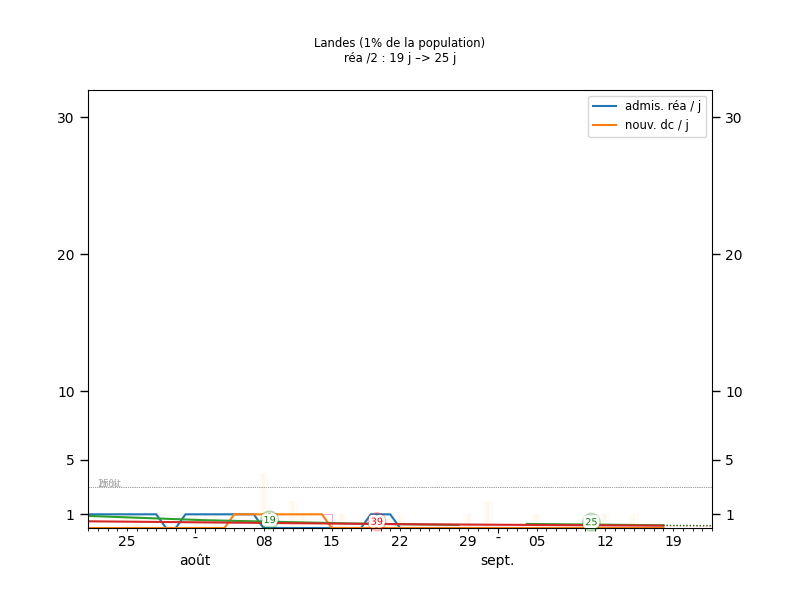 Landes (1% de la population)
réa /2 : 19 j –> 25 j
admis. réa / j
nouv. dc / j
30 30
20 20
10 10
5 5
1 1
19 39 25
25 - 08 15 22 29 - 05 12 19
août sept.